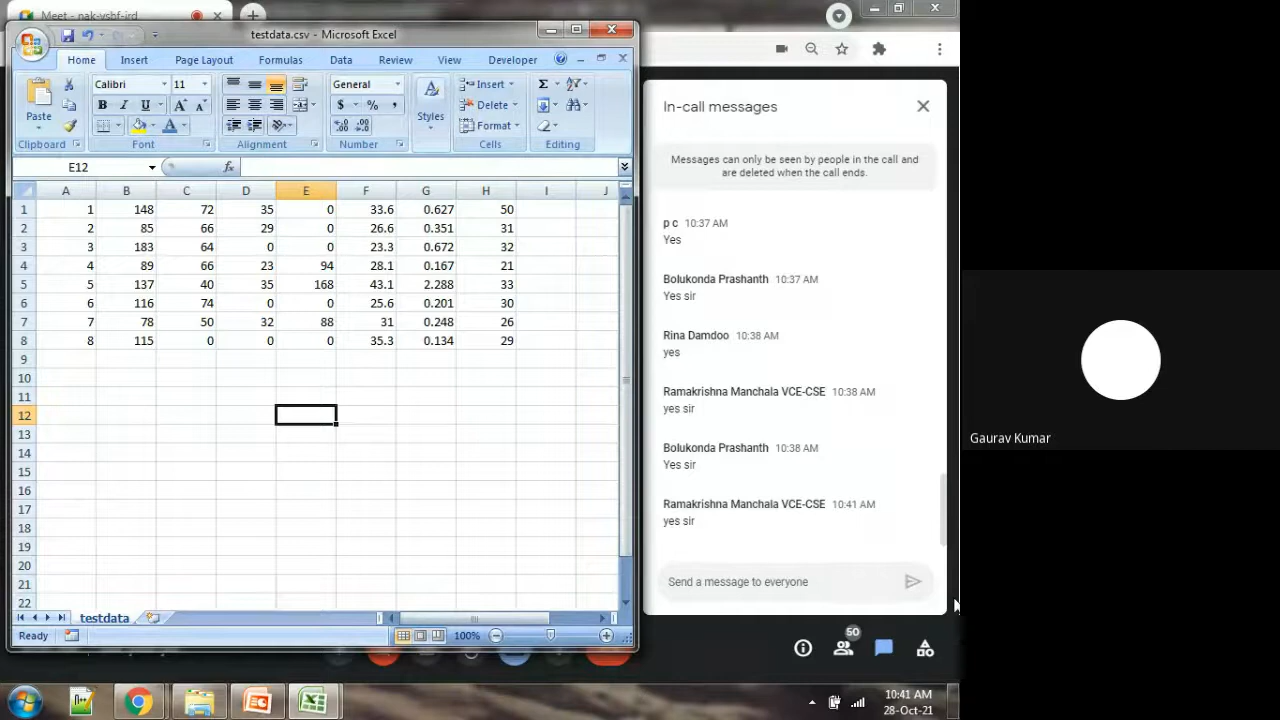 Meet - nak-vsbf-ird
testdata.csv - Microsoft Excel
Home Insert Page Layout Formulas Data Review View Developer
Paste
Calibri 11
B I U A A
General
$ % ,
Styles
Insert
Delete
Format
Σ
Clipboard Font Alignment Number Cells Editing
E12 fx
A B C D E F G H I J
1 1 148 72 35 0 33.6 0.627 50
2 2 85 66 29 0 26.6 0.351 31
3 3 183 64 0 0 23.3 0.672 32
4 4 89 66 23 94 28.1 0.167 21
5 5 137 40 35 168 43.1 2.288 33
6 6 116 74 0 0 25.6 0.201 30
7 7 78 50 32 88 31 0.248 26
8 8 115 0 0 0 35.3 0.134 29
9
10
11
12
13
14
15
16
17
18
19
20
21
22
testdata
Ready 100%
In-call messages
Messages can only be seen by people in the call and
are deleted when the call ends.
p c 10:37 AM
Yes
Bolukonda Prashanth 10:37 AM
Yes sir
Rina Damdoo 10:38 AM
yes
Ramakrishna Manchala VCE-CSE 10:38 AM
yes sir
Bolukonda Prashanth 10:38 AM
Yes sir
Ramakrishna Manchala VCE-CSE 10:41 AM
yes sir
Send a message to everyone
50
Gaurav Kumar
10:41 AM
28-Oct-21